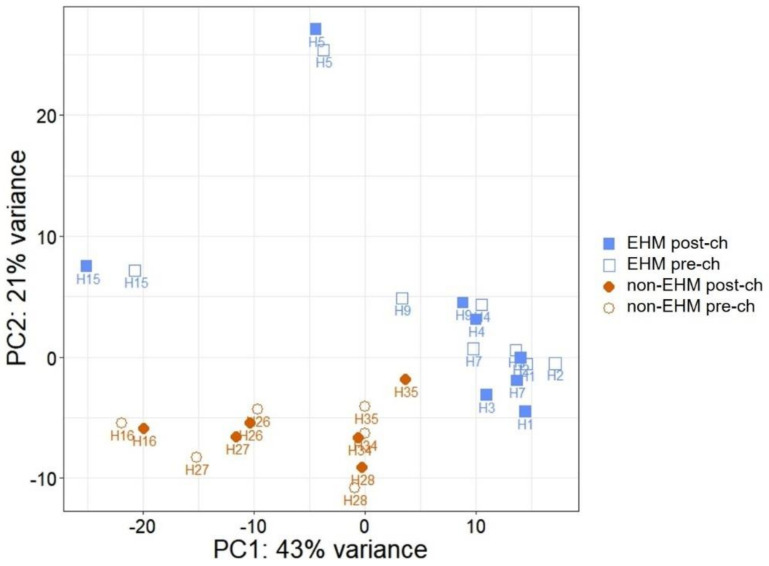 H5
H5
20
10
H15
H15
H9
H9
H4
H4
H7
H2
H7
H3
H1
0
H35
H35
H16
H16
H26
H26
H27
H27
H34
H34
H28
H28
-10
-20
-10
0
10
PC1: 43% variance
PC2: 21% variance
EHM post-ch
EHM pre-ch
non-EHM post-ch
non-EHM pre-ch